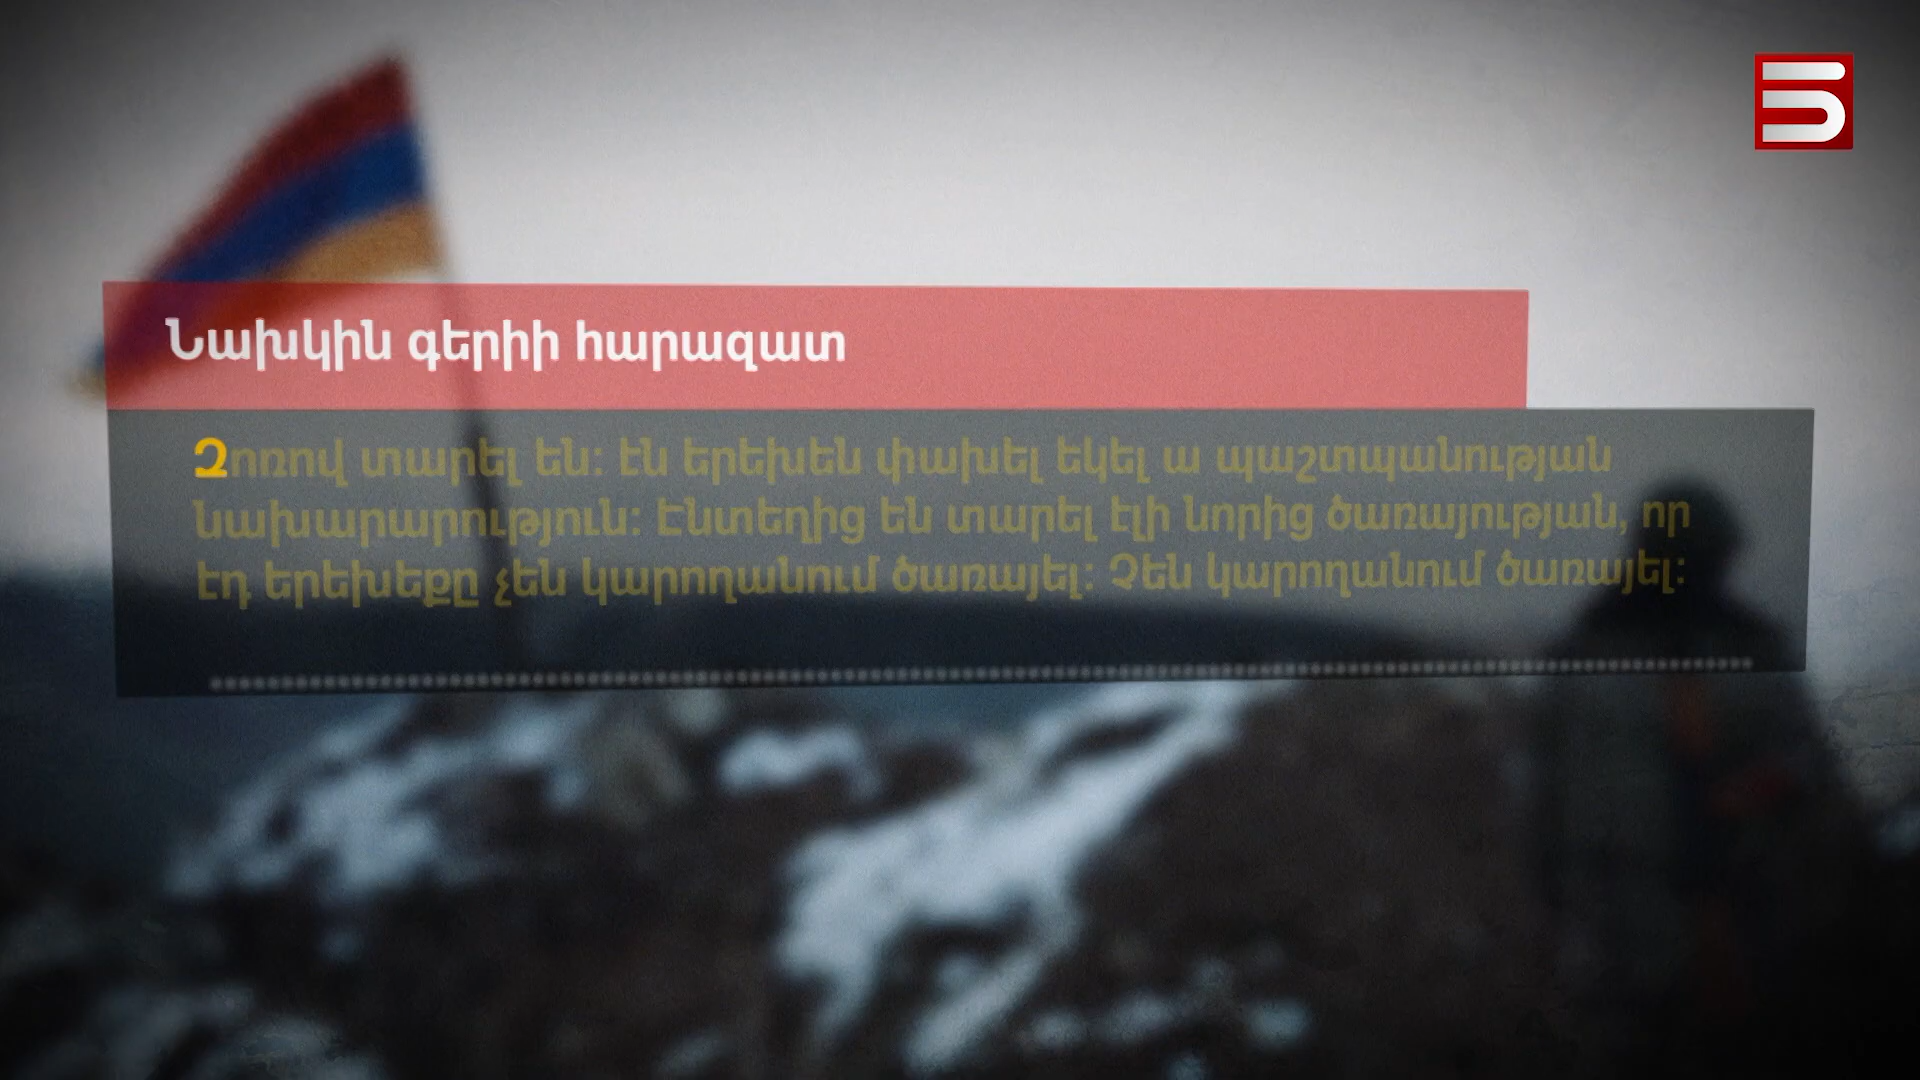 5
Նախկին գերիի հարազատ
Զոռով տարել են: էն երեխեն փախել եկել ա պաշտպանության
նախարարություն: Էնտեղից են տարել էլի նորից ծառայության, որ
էդ երեխեքը չեն կարողանում ծառայել: Չեն կարողանում ծառայել: